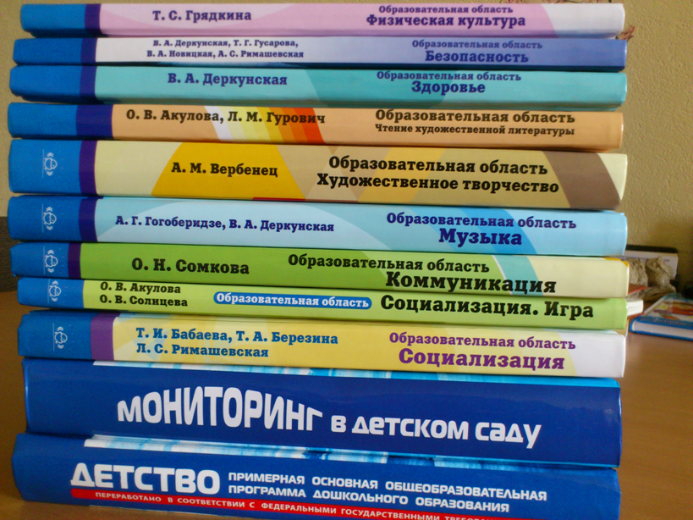 Т. С. Грядкина
Образовательная область
Физическая культура
В. А. Деркунская, Т. Г. Гусарова,
В. А. Новицкая, А. С. Римашевская
Образовательная область
Безопасность
В. А. Деркунская
Образовательная область
Здоровье
О. В. Акулова, Л. М. Гурович
Образовательная область
Чтение художественной литературы
А. М. Вербенец
Образовательная область
Художественное творчество
А. Г. Гогоберидзе, В. А. Деркунская
Образовательная область
Музыка
О. Н. Сомкова
Образовательная область
Коммуникация
О. В. Акулова
О. В. Солнцева
Образовательная область
Социализация. Игра
Т. И. Бабаева, Т. А. Березина
Л. С. Римашевская
Образовательная область
Социализация
МОНИТОРИНГ в детском саду
ДЕТСТВО
ПРИМЕРНАЯ ОСНОВНАЯ ОБЩЕОБРАЗОВАТЕЛЬНАЯ
ПРОГРАММА ДОШКОЛЬНОГО ОБРАЗОВАНИЯ
ПЕРЕРАБОТАНО В СООТВЕТСТВИИ С ФЕДЕРАЛЬНЫМИ ГОСУДАРСТВЕННЫМИ